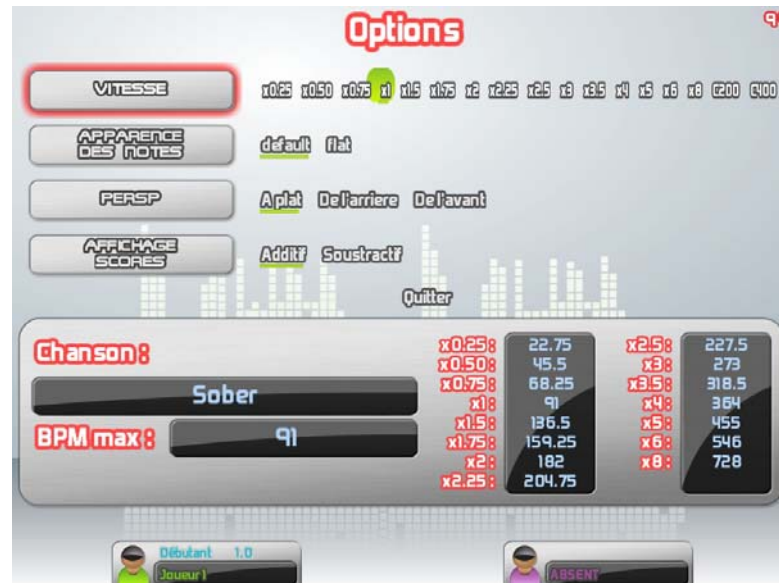 Options
VITESSE
x0.25 x0.50 x0.75 x1 x1.5 x1.75 x2 x2.25 x2.5 x3 x3.5 x4 x5 x6 x8 C200 C400
APPARENCE
DES NOTES
default flat
PERSP
A plat De l'arriere De l'avant
AFFICHAGE
SCORES
Additif Soustractif
Quitter
Chanson :
Sober
BPM max : 91
x0.25 : 22.75
x0.50 : 45.5
x0.75 : 68.25
x1 : 91
x1.5 : 136.5
x1.75 : 159.25
x2 : 182
x2.25 : 204.75
x2.5 : 227.5
x3 : 273
x3.5 : 318.5
x4 : 364
x5 : 455
x6 : 546
x8 : 728
Débutant 1.0
Joueur 1
ABSENT